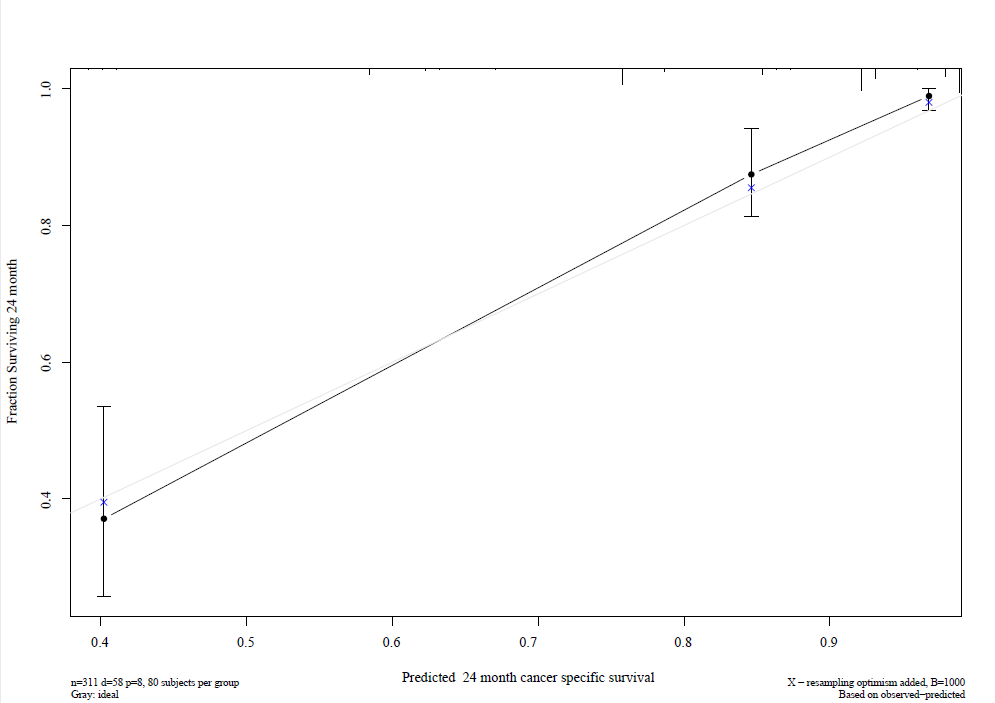 1.0
0.8
0.6
0.4
Fraction Surviving 24 month
0.4 0.5 0.6 0.7 0.8 0.9
Predicted 24 month cancer specific survival
n=311 d=58 p=8, 80 subjects per group
Gray: ideal
X − resampling optimism added, B=1000
Based on observed−predicted